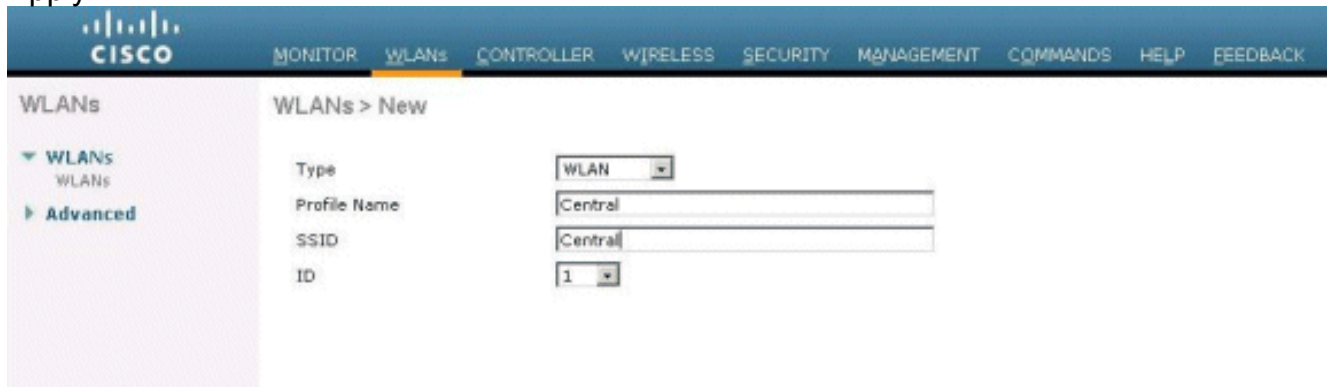 CISCO
MONITOR WLANs CONTROLLER WIRELESS SECURITY MANAGEMENT COMMANDS HELP FEEDBACK
WLANs
WLANs
WLANs
Advanced
WLANs > New
Type WLAN
Profile Name Central
SSID Central
ID 1